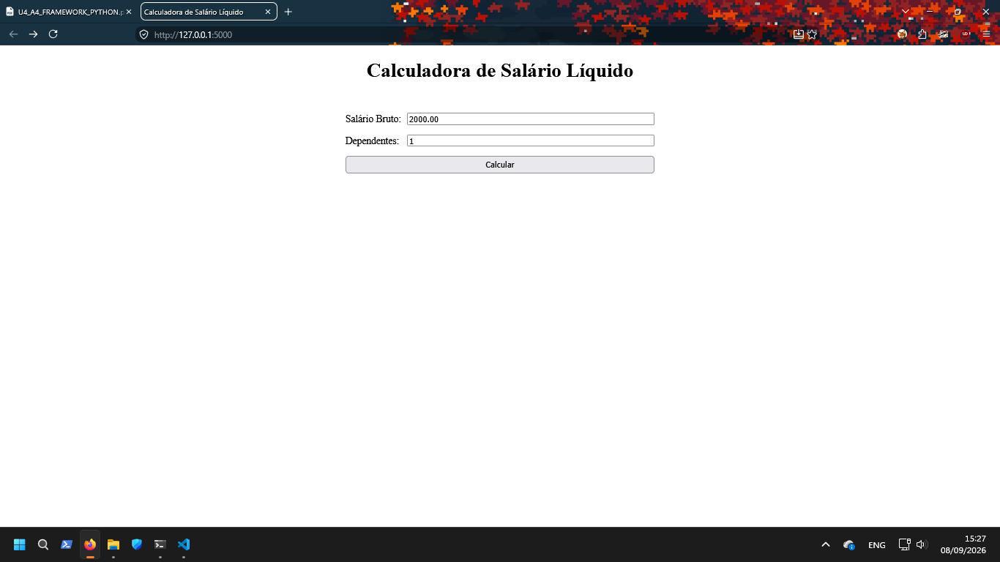 U4_A4_FRAMEWORK_PYTHON.p
Calculadora de Salário Líquido
http://127.0.0.1:5000
Calculadora de Salário Líquido
Salário Bruto: 2000.00
Dependentes: 1
Calcular
ENG
15:27
08/09/2026